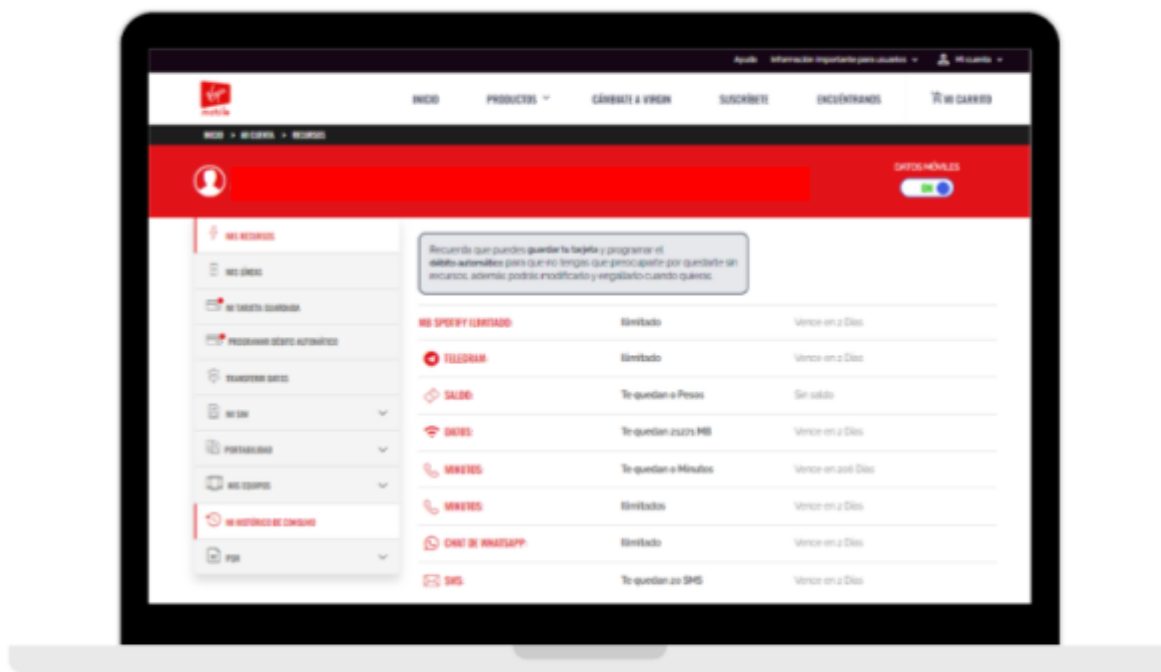 Ayuda Información importante para usuarios Mi cuenta
Virgin
mobile
INICIO PRODUCTOS CÁMBIATE A VIRGIN SUSCRÍBETE ENCUÉNTRANOS MI CARRITO
INICIO > MI CUENTA > RECURSOS
DATOS MÓVILES
ON
MIS RECURSOS
MIS LÍNEAS
MI TARJETA GUARDADA
PROGRAMAR DÉBITO AUTOMÁTICO
TRANSFERIR DATOS
MI SIM
PORTABILIDAD
MIS EQUIPOS
MI HISTÓRICO DE CONSUMO
PQR
Recuerda que puedes guardar tu tarjeta y programar el
débito automático para que no tengas que preocuparte por quedarte sin
recursos, además podrás modificarlo y cuando quieras.
MB SPOTIFY ILIMITADO: Ilimitado Vence en 2 Días
TELEGRAM: Ilimitado Vence en 2 Días
SALDO: Te quedan 0 Pesos Sin saldo
DATOS: Te quedan 21271 MB Vence en 2 Días
MINUTOS: Te quedan 0 Minutos Vence en 206 Días
MINUTOS: Ilimitados Vence en 2 Días
CHAT DE WHATSAPP: Ilimitado Vence en 2 Días
SMS: Te quedan 20 SMS Vence en 2 Días